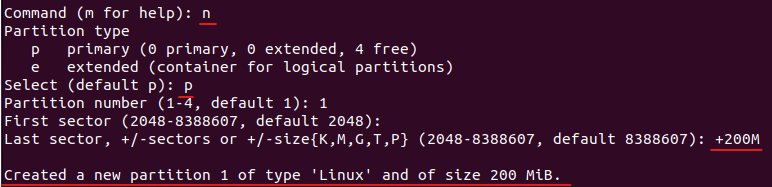 Command (m for help): n
Partition type
   p   primary (0 primary, 0 extended, 4 free)
   e   extended (container for logical partitions)
Select (default p): p
Partition number (1-4, default 1): 1
First sector (2048-8388607, default 2048):
Last sector, +/-sectors or +/-size{K,M,G,T,P} (2048-8388607, default 8388607): +200M
Created a new partition 1 of type 'Linux' and of size 200 MiB.